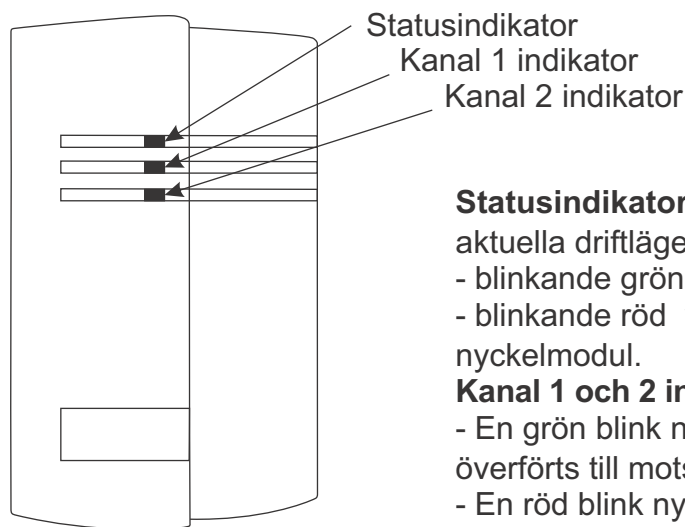 Statusindikator
Kanal 1 indikator
Kanal 2 indikator
Statusindikator
aktuella driftläge
- blinkande grön
- blinkande röd
nyckelmodul.
Kanal 1 och 2 in
- En grön blink n
överförts till mots
- En röd blink ny